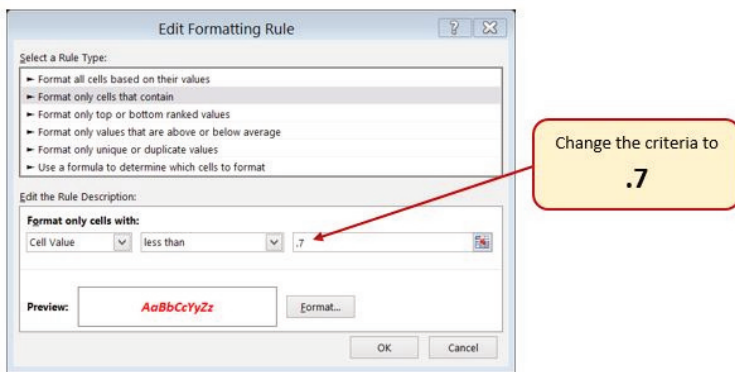 Edit Formatting Rule
?
Select a Rule Type:
► Format all cells based on their values
► Format only cells that contain
► Format only top or bottom ranked values
► Format only values that are above or below average
► Format only unique or duplicate values
► Use a formula to determine which cells to format
Edit the Rule Description:
Format only cells with:
Cell Value less than .7
Preview: AaBbCcYyZz Format...
OK Cancel
Change the criteria to
.7